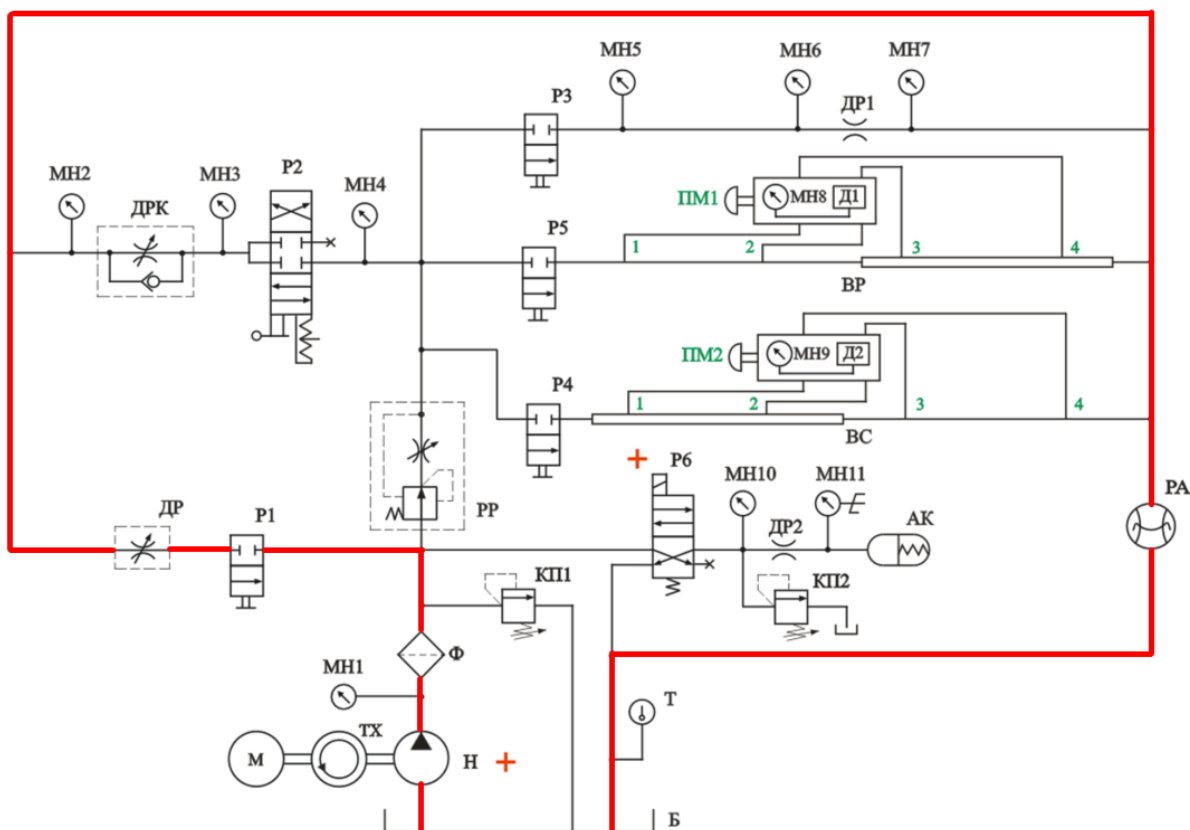 МН5
МН6
МН7
Р3
ДР1
МН2
ДРК
МН3
Р2
МН4
ПМ1
МН8
Д1
Р5
1
2
3
4
ВР
ПМ2
МН9
Д2
Р4
1
2
3
4
ВС
+
Р6
МН10
МН11
РА
РР
ДР
Р1
ДР2
АК
КП1
КП2
Ф
МН1
Т
ТХ
М
Н
+
Б